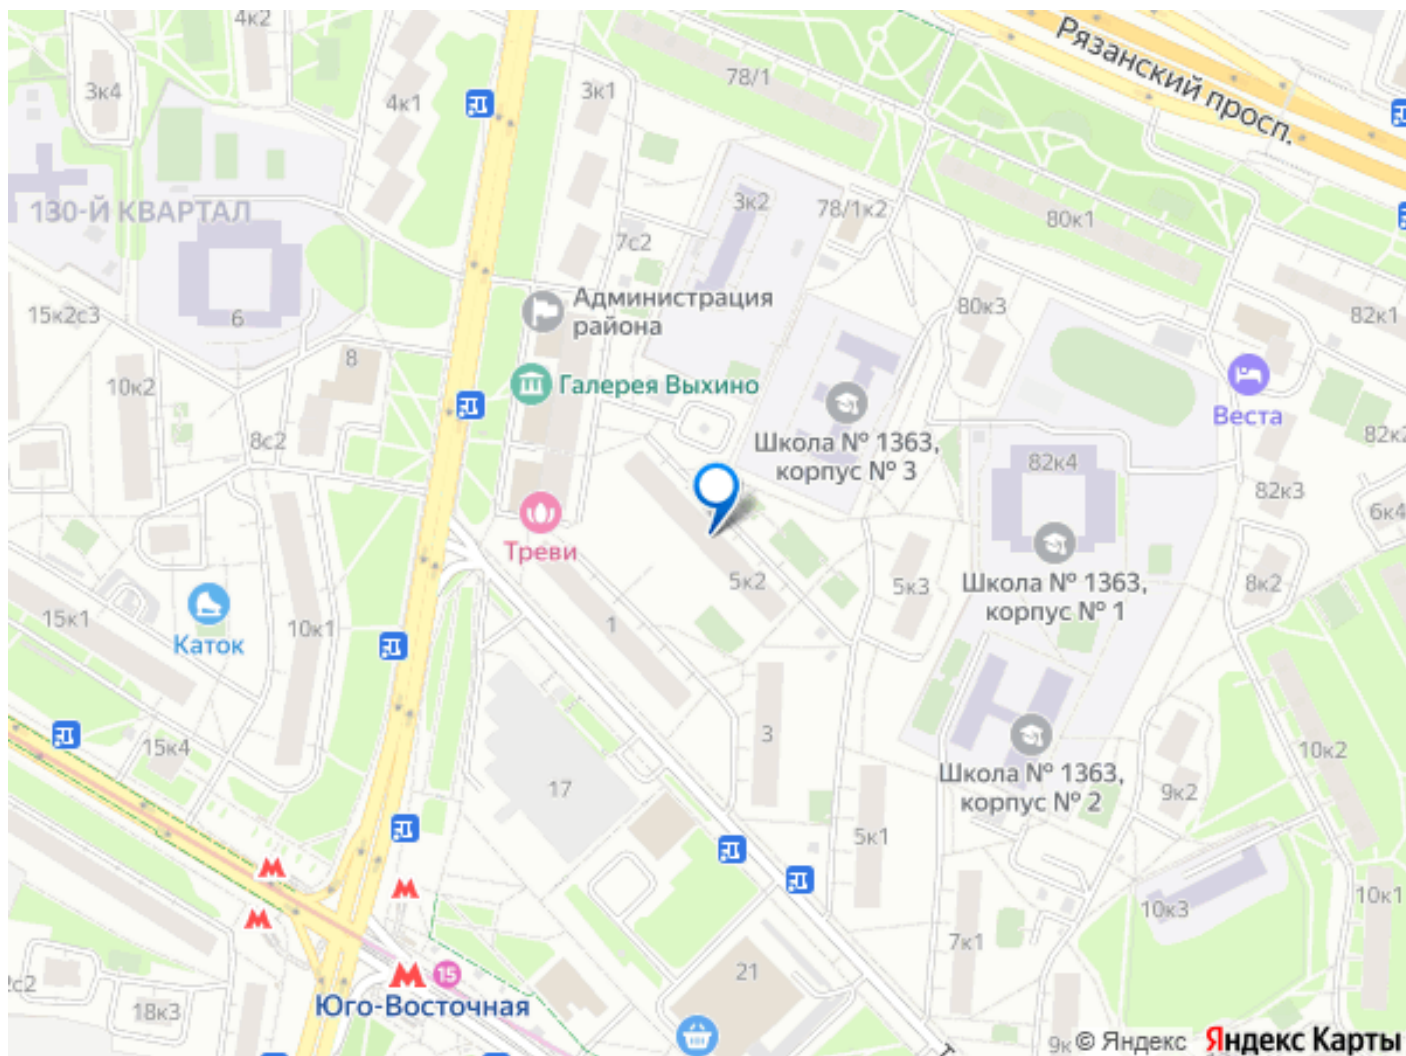 4к2
3к4
4к1
3к1
78/1
Рязанский просп.
130-Й КВАРТАЛ
3к2
78/1к2
80к1
7с2
Администрация
района
80к3
15к2с3
6
82к1
8
10к2
Галерея Выхино
Веста
8с2
Школа № 1363,
корпус № 3
82к4
82к2
82к3
6к4
Треви
5к2
5к3
Школа № 1363,
корпус № 1
8к2
15к1
Каток
10к1
1
3
15к4
17
Школа № 1363,
корпус № 2
10к2
9к2
5к1
10к3
10к1
7к1
21
15
Юго-Восточная
18к3
9к
© Яндекс
Яндекс Карты